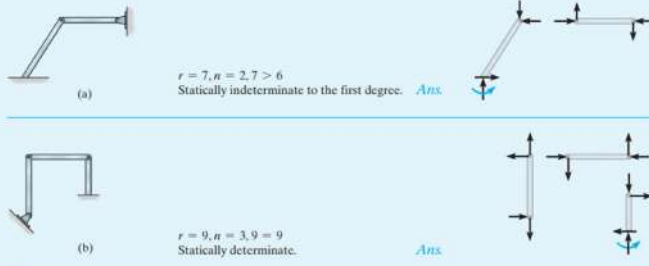 r = 7, n = 2, 7 > 6
Statically indeterminate to the first degree. Ans.
(a)
r = 9, n = 3, 9 = 9
Statically determinate. Ans.
(b)